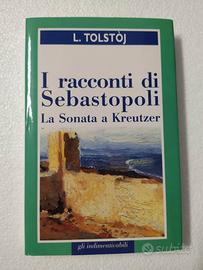 L. TOLSTÒJ
I racconti di
Sebastopoli
La Sonata a Kreutzer
gli indimenticabili
subito